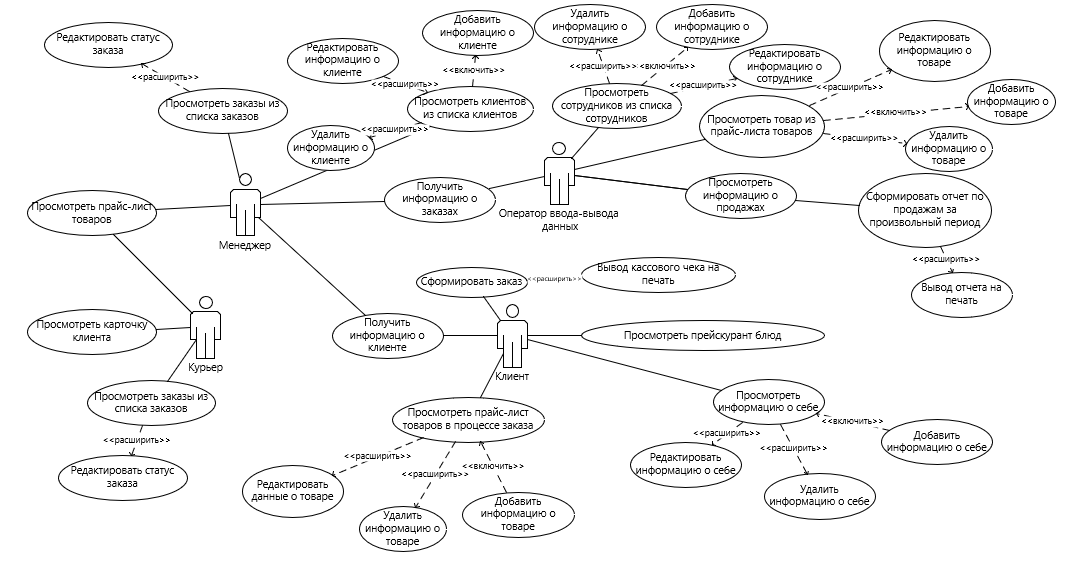 Редактировать статус
заказа
<<расширить>>
Просмотреть заказы из
списка заказов
Редактировать
информацию о
клиенте
Добавить
информацию о
клиенте
<<включить>>
<<расширить>>
Просмотреть клиентов
из списка клиентов
<<расширить>>
Удалить
информацию о
клиенте
Удалить
информацию о
сотруднике
Добавить
информацию о
сотруднике
<<расширить>>
<<включить>>
Редактировать
информацию о
сотруднике
<<расширить>>
Просмотреть
сотрудников из списка
сотрудников
Редактировать
информацию о
товаре
<<расширить>>
Просмотреть товар из
прайс-листа товаров
<<включить>>
Добавить
информацию о
товаре
<<расширить>>
Удалить
информацию о
товаре
Просмотреть прайс-лист
товаров
Менеджер
Получить
информацию о
заказах
Оператор ввода-вывода
данных
Просмотреть
информацию о
продажах
Сформировать отчет по
продажам за
произвольный период
<<расширить>>
Вывод отчета на
печать
Сформировать заказ
<<расширить>>
Вывод кассового чека на
печать
Просмотреть карточку
клиента
Курьер
Получить
информацию о
клиенте
Клиент
Просмотреть прейскурант блюд
Просмотреть заказы из
списка заказов
<<расширить>>
Редактировать статус
заказа
Просмотреть прайс-лист
товаров в процессе заказа
<<расширить>>
<<расширить>>
<<включить>>
Редактировать
данные о товаре
Удалить
информацию о
товаре
Добавить
информацию о
товаре
Просмотреть
информацию о себе
<<расширить>>
<<расширить>>
<<включить>>
Редактировать
информацию о себе
Удалить
информацию о себе
Добавить
информацию о себе